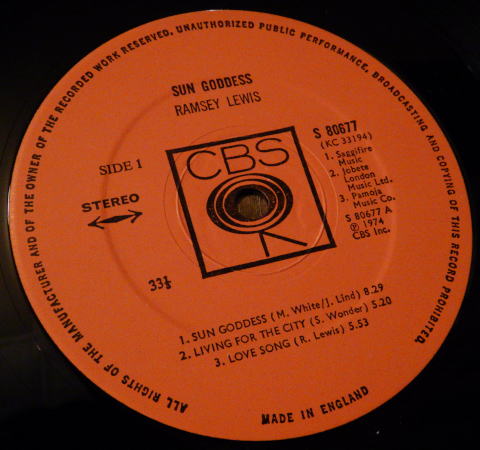 ALL RIGHTS OF THE MANUFACTURER AND OF THE OWNER OF THE RECORDED WORK RESERVED. UNAUTHORIZED PUBLIC PERFORMANCE, BROADCASTING AND COPYING OF THIS RECORD PROHIBITED.
SUN GODDESS
RAMSEY LEWIS
SIDE 1
STEREO
33⅓
CBS
S 80677
(KC 33194)
1. Saggifire
Music
2. Jobete
London
Music Ltd.
3. Pamoja
Music Co.
S 80677 A
Ⓟ 1974
CBS Inc.
1. SUN GODDESS (M. White/J. Lind) 8.29
2. LIVING FOR THE CITY (S. Wonder) 5.20
3. LOVE SONG (R. Lewis) 5.53
MADE IN ENGLAND